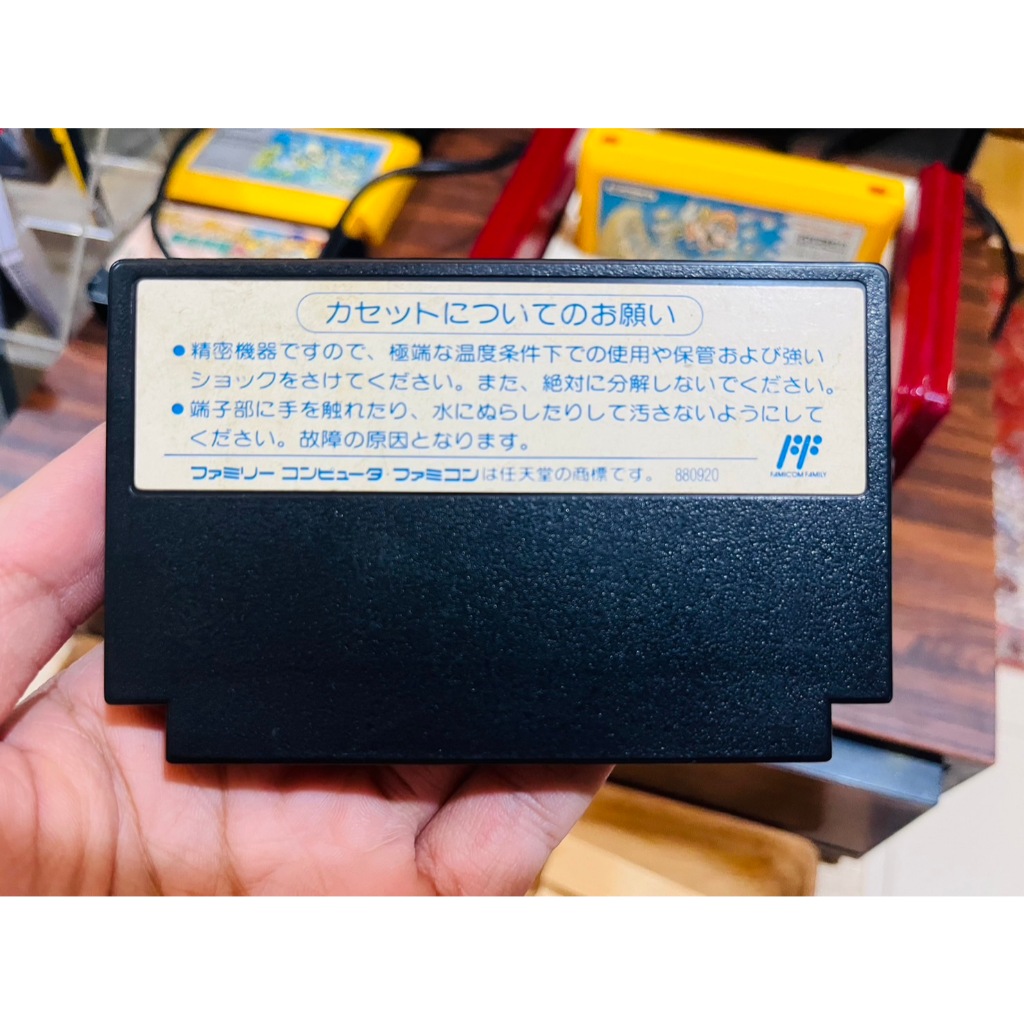 カセットについてのお願い
●精密機器ですので、極端な温度条件下での使用や保管および強い
ショックをさけてください。また、絶対に分解しないでください。
●端子部に手を触れたり、水にぬらしたりして汚さないようにして
ください。故障の原因となります。
ファミリー コンピュータ・ファミコンは任天堂の商標です。 880920
FAMICOM FAMILY